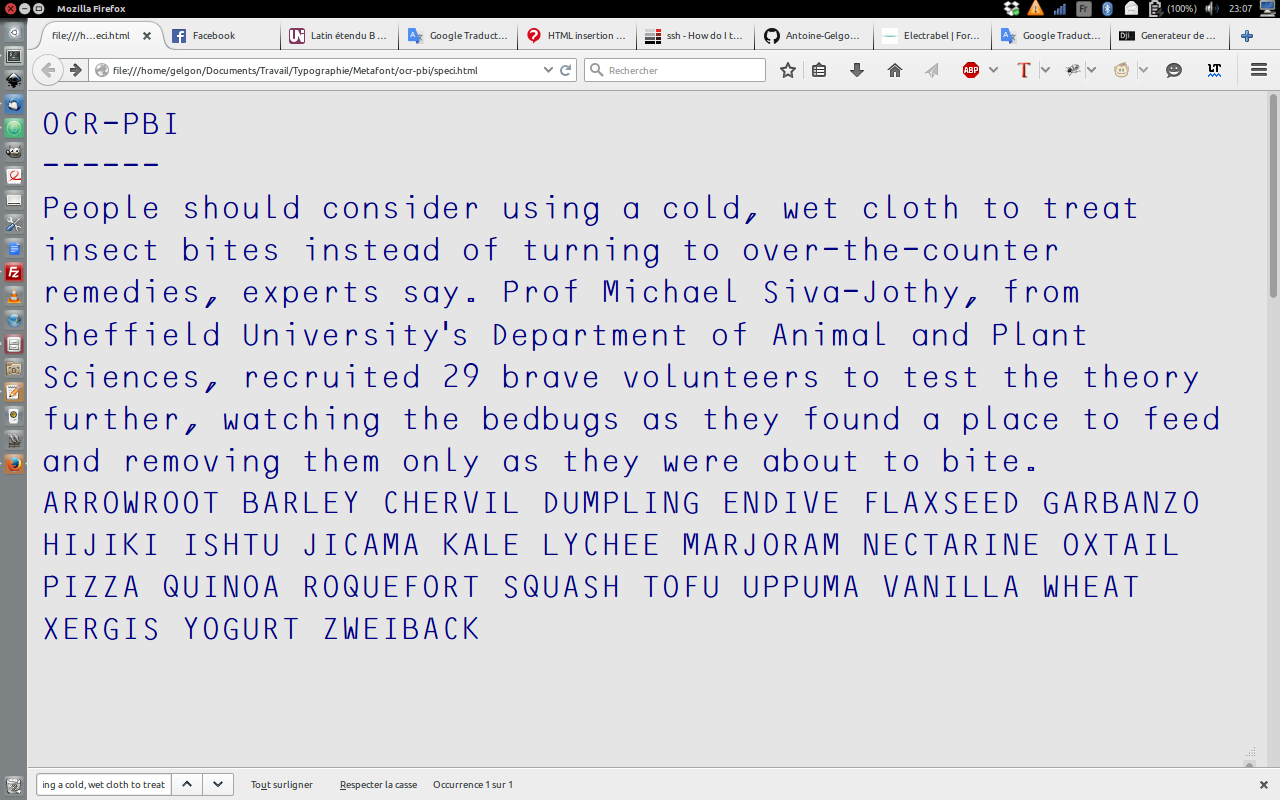 Mozilla Firefox
Fr
(100%)
23:07
file:///h...eci.html
Facebook
Latin étendu B ...
Google Traduct...
HTML insertion ...
ssh - How do I t...
Antoine-Gelgo...
Electrabel | For...
Google Traduct...
Generateur de ...
file:///home/gelgon/Documents/Travail/Typographie/Metafont/ocr-pbi/speci.html
Rechercher
ABP
T
LT
OCR-PBI
------
People should consider using a cold, wet cloth to treat
insect bites instead of turning to over-the-counter
remedies, experts say. Prof Michael Siva-Jothy, from
Sheffield University's Department of Animal and Plant
Sciences, recruited 29 brave volunteers to test the theory
further, watching the bedbugs as they found a place to feed
and removing them only as they were about to bite.
ARROWROOT BARLEY CHERVIL DUMPLING ENDIVE FLAXSEED GARBANZO
HIJIKI ISHTU JICAMA KALE LYCHEE MARJORAM NECTARINE OXTAIL
PIZZA QUINOA ROQUEFORT SQUASH TOFU UPPUMA VANILLA WHEAT
XERGIS YOGURT ZWEIBACK
ing a cold, wet cloth to treat
Tout surligner
Respecter la casse
Occurrence 1 sur 1